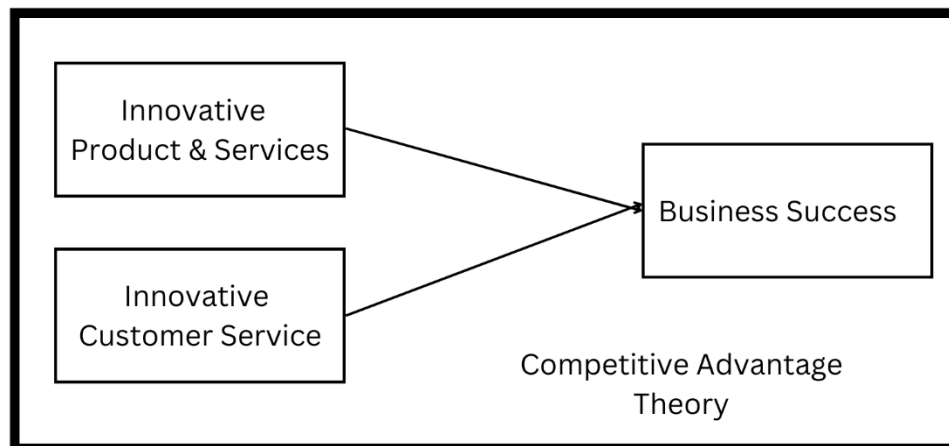 Innovative
Product & Services
Business Success
Innovative
Customer Service
Competitive Advantage
Theory